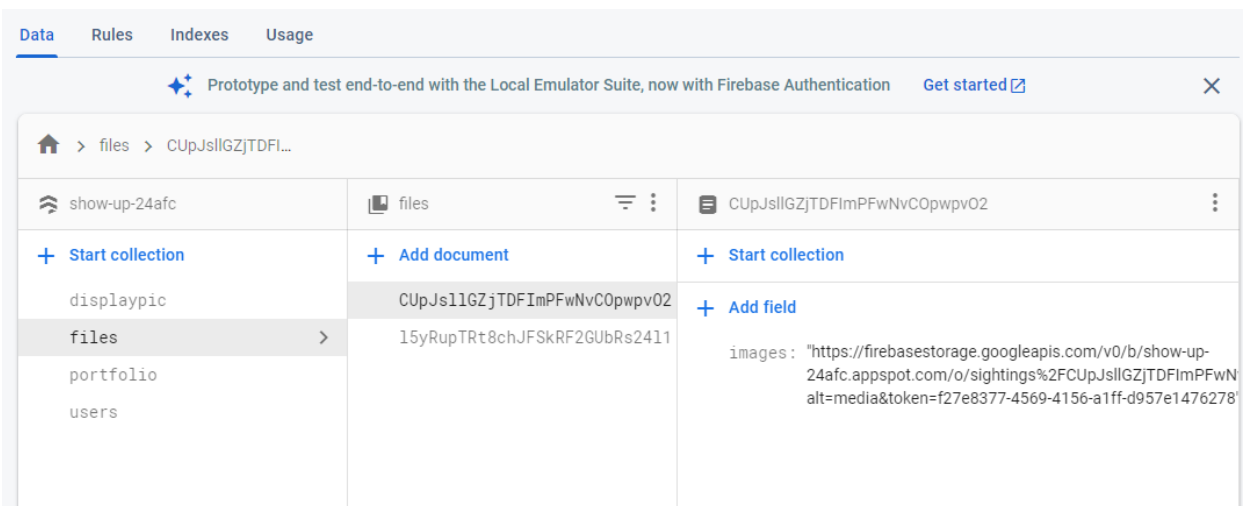 Data Rules Indexes Usage
Prototype and test end-to-end with the Local Emulator Suite, now with Firebase Authentication Get started
> files > CUpJsllGZjTDFI...
show-up-24afc
files
CUpJsllGZjTDFImPFwNvCOpwpvO2
+ Start collection
+ Add document
+ Start collection
displaypic
files
portfolio
users
CUpJsllGZjTDFImPFwNvCOpwpvO2
l5yRupTRt8chJFSkRF2GUbRs24l1
+ Add field
images: "https://firebasestorage.googleapis.com/v0/b/show-up-
24afc.appspot.com/o/sightings%2FCUpJsllGZjTDFImPFwN
alt=media&token=f27e8377-4569-4156-a1ff-d957e1476278"